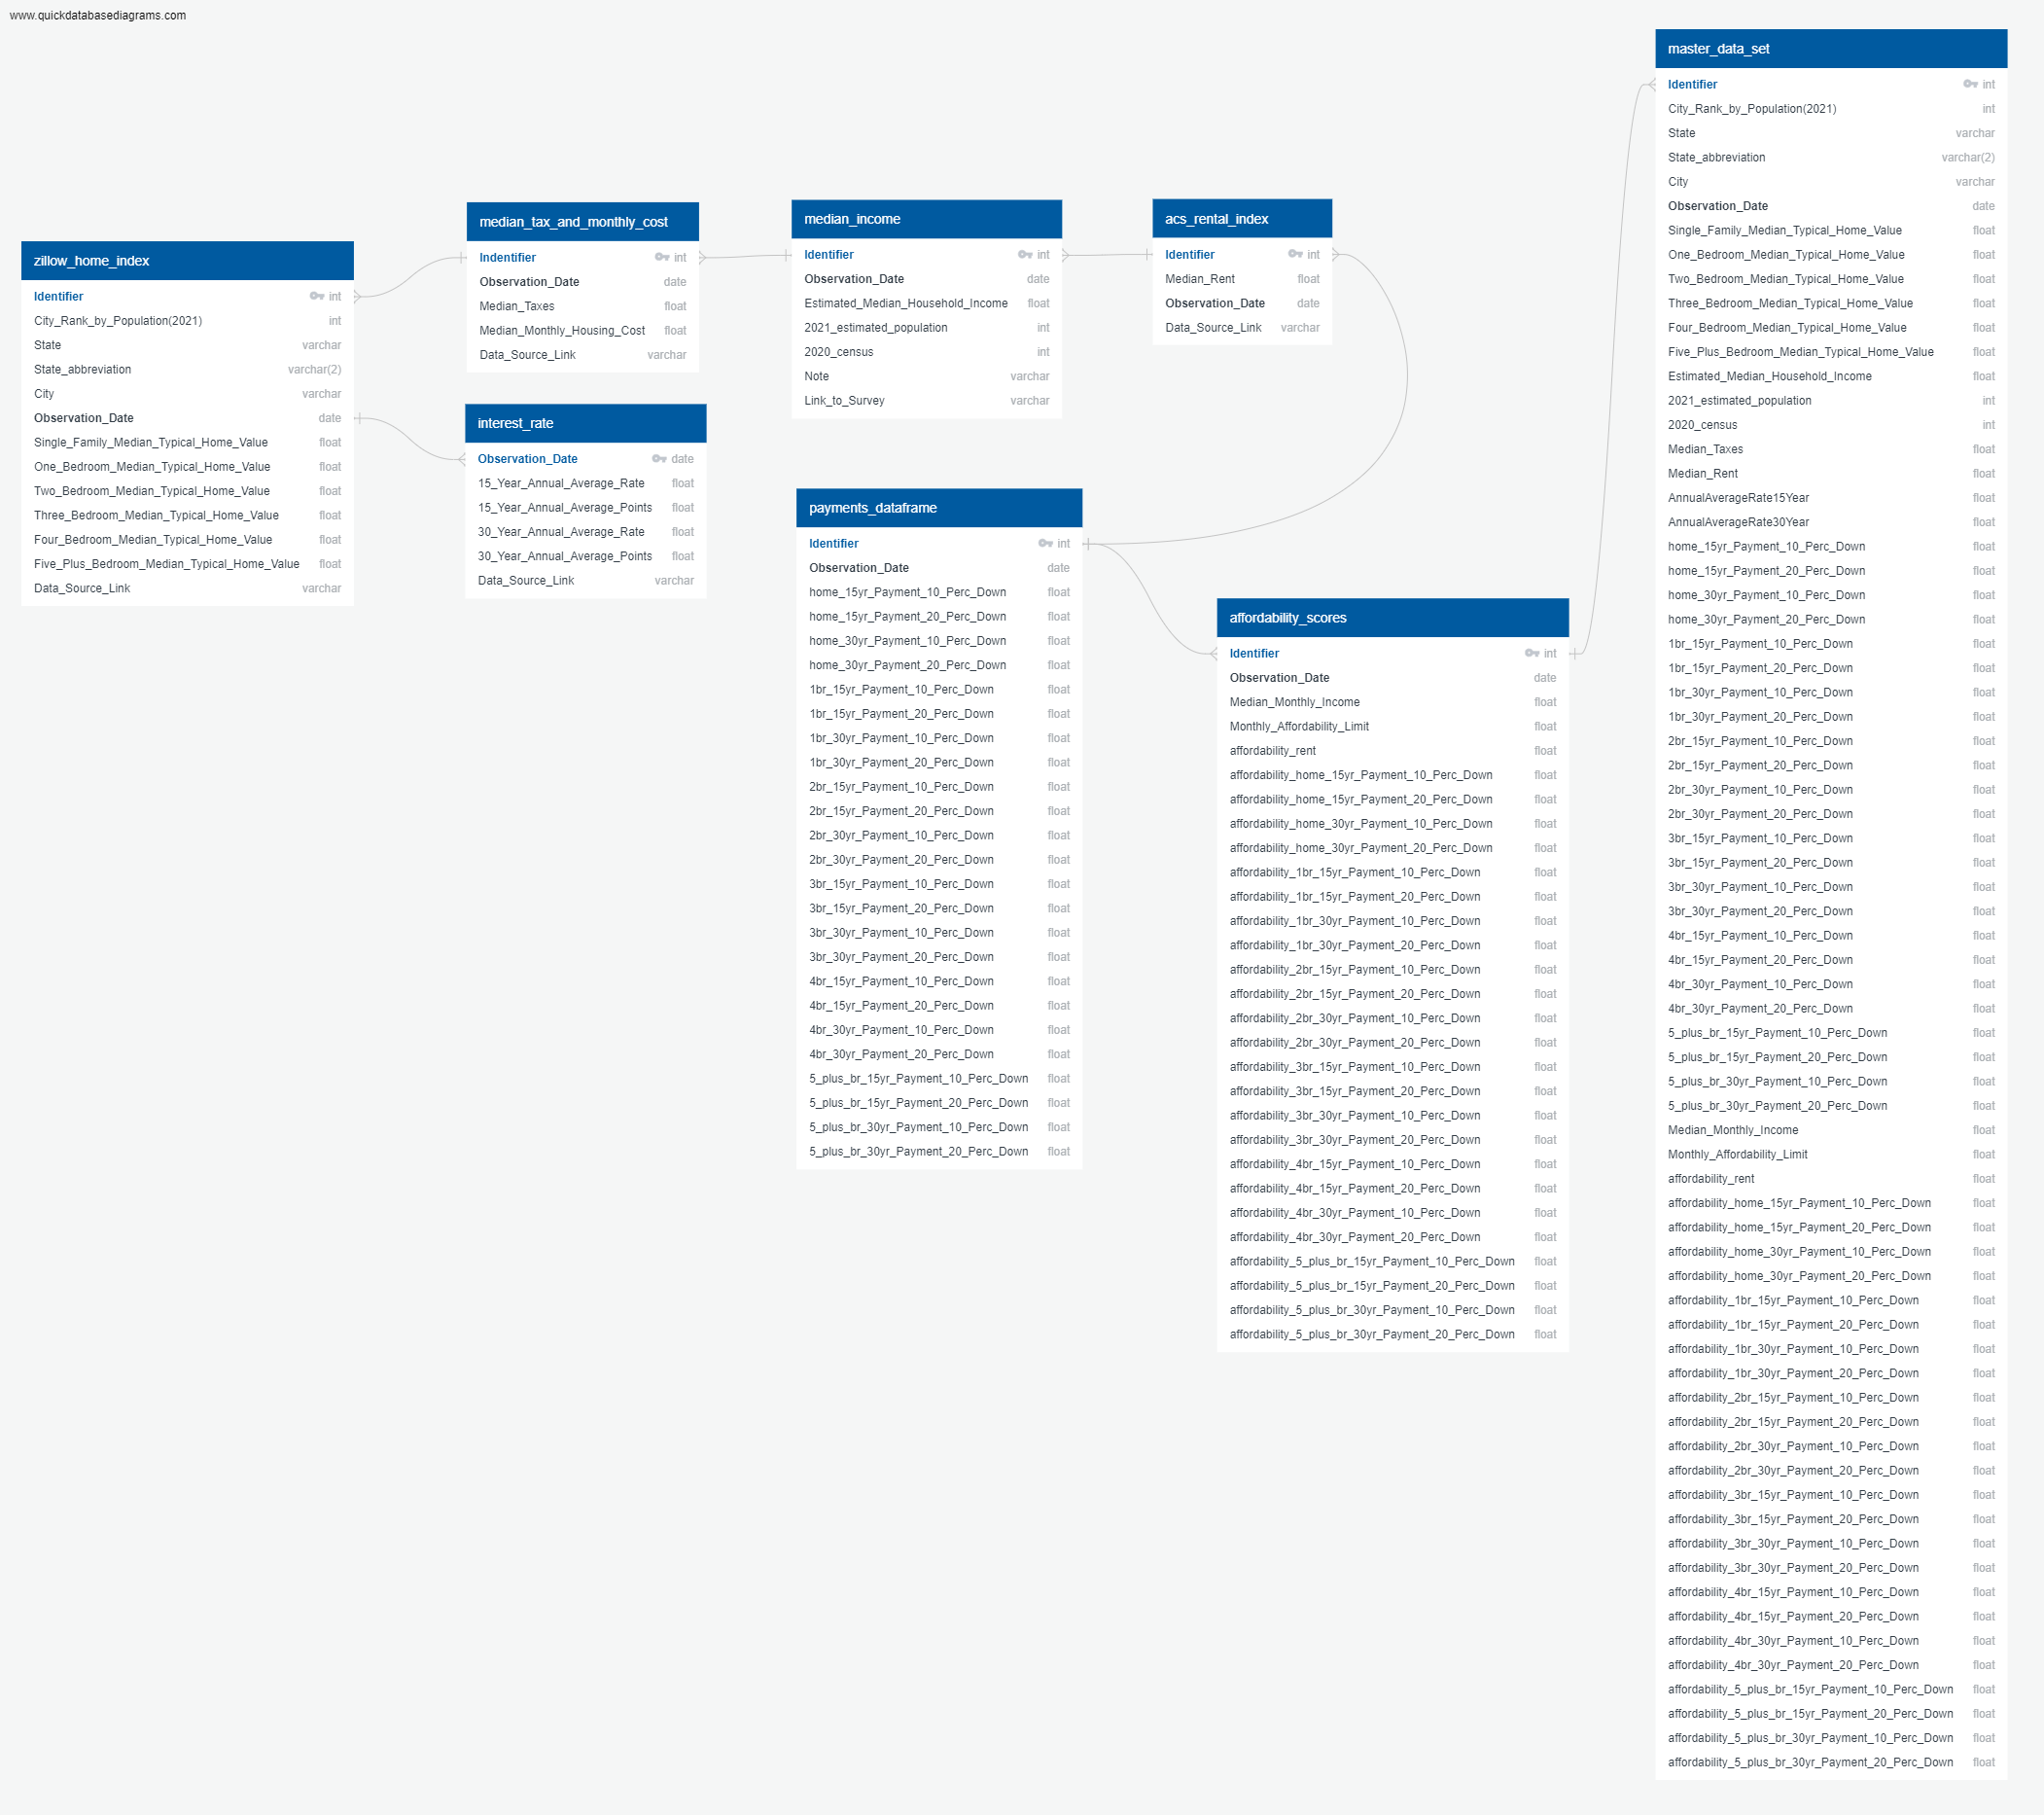 www.quickdatabasediagrams.com
zillow_home_index
Identifier int
City_Rank_by_Population(2021) int
State varchar
State_abbreviation varchar(2)
City varchar
Observation_Date date
Single_Family_Median_Typical_Home_Value float
One_Bedroom_Median_Typical_Home_Value float
Two_Bedroom_Median_Typical_Home_Value float
Three_Bedroom_Median_Typical_Home_Value float
Four_Bedroom_Median_Typical_Home_Value float
Five_Plus_Bedroom_Median_Typical_Home_Value float
Data_Source_Link varchar
median_tax_and_monthly_cost
Indentifier int
Observation_Date date
Median_Taxes float
Median_Monthly_Housing_Cost float
Data_Source_Link varchar
interest_rate
Observation_Date date
15_Year_Annual_Average_Rate float
15_Year_Annual_Average_Points float
30_Year_Annual_Average_Rate float
30_Year_Annual_Average_Points float
Data_Source_Link varchar
median_income
Identifier int
Observation_Date date
Estimated_Median_Household_Income float
2021_estimated_population int
2020_census int
Note varchar
Link_to_Survey varchar
acs_rental_index
Identifier int
Median_Rent float
Observation_Date date
Data_Source_Link varchar
payments_dataframe
Identifier int
Observation_Date date
home_15yr_Payment_10_Perc_Down float
home_15yr_Payment_20_Perc_Down float
home_30yr_Payment_10_Perc_Down float
home_30yr_Payment_20_Perc_Down float
1br_15yr_Payment_10_Perc_Down float
1br_15yr_Payment_20_Perc_Down float
1br_30yr_Payment_10_Perc_Down float
1br_30yr_Payment_20_Perc_Down float
2br_15yr_Payment_10_Perc_Down float
2br_15yr_Payment_20_Perc_Down float
2br_30yr_Payment_10_Perc_Down float
2br_30yr_Payment_20_Perc_Down float
3br_15yr_Payment_10_Perc_Down float
3br_15yr_Payment_20_Perc_Down float
3br_30yr_Payment_10_Perc_Down float
3br_30yr_Payment_20_Perc_Down float
4br_15yr_Payment_10_Perc_Down float
4br_15yr_Payment_20_Perc_Down float
4br_30yr_Payment_10_Perc_Down float
4br_30yr_Payment_20_Perc_Down float
5_plus_br_15yr_Payment_10_Perc_Down float
5_plus_br_15yr_Payment_20_Perc_Down float
5_plus_br_30yr_Payment_10_Perc_Down float
5_plus_br_30yr_Payment_20_Perc_Down float
affordability_scores
Identifier int
Observation_Date date
Median_Monthly_Income float
Monthly_Affordability_Limit float
affordability_rent float
affordability_home_15yr_Payment_10_Perc_Down float
affordability_home_15yr_Payment_20_Perc_Down float
affordability_home_30yr_Payment_10_Perc_Down float
affordability_home_30yr_Payment_20_Perc_Down float
affordability_1br_15yr_Payment_10_Perc_Down float
affordability_1br_15yr_Payment_20_Perc_Down float
affordability_1br_30yr_Payment_10_Perc_Down float
affordability_1br_30yr_Payment_20_Perc_Down float
affordability_2br_15yr_Payment_10_Perc_Down float
affordability_2br_15yr_Payment_20_Perc_Down float
affordability_2br_30yr_Payment_10_Perc_Down float
affordability_2br_30yr_Payment_20_Perc_Down float
affordability_3br_15yr_Payment_10_Perc_Down float
affordability_3br_15yr_Payment_20_Perc_Down float
affordability_3br_30yr_Payment_10_Perc_Down float
affordability_3br_30yr_Payment_20_Perc_Down float
affordability_4br_15yr_Payment_10_Perc_Down float
affordability_4br_15yr_Payment_20_Perc_Down float
affordability_4br_30yr_Payment_10_Perc_Down float
affordability_4br_30yr_Payment_20_Perc_Down float
affordability_5_plus_br_15yr_Payment_10_Perc_Down float
affordability_5_plus_br_15yr_Payment_20_Perc_Down float
affordability_5_plus_br_30yr_Payment_10_Perc_Down float
affordability_5_plus_br_30yr_Payment_20_Perc_Down float
master_data_set
Identifier int
City_Rank_by_Population(2021) int
State varchar
State_abbreviation varchar(2)
City varchar
Observation_Date date
Single_Family_Median_Typical_Home_Value float
One_Bedroom_Median_Typical_Home_Value float
Two_Bedroom_Median_Typical_Home_Value float
Three_Bedroom_Median_Typical_Home_Value float
Four_Bedroom_Median_Typical_Home_Value float
Five_Plus_Bedroom_Median_Typical_Home_Value float
Estimated_Median_Household_Income float
2021_estimated_population int
2020_census int
Median_Taxes float
Median_Rent float
AnnualAverageRate15Year float
AnnualAverageRate30Year float
home_15yr_Payment_10_Perc_Down float
home_15yr_Payment_20_Perc_Down float
home_30yr_Payment_10_Perc_Down float
home_30yr_Payment_20_Perc_Down float
1br_15yr_Payment_10_Perc_Down float
1br_15yr_Payment_20_Perc_Down float
1br_30yr_Payment_10_Perc_Down float
1br_30yr_Payment_20_Perc_Down float
2br_15yr_Payment_10_Perc_Down float
2br_15yr_Payment_20_Perc_Down float
2br_30yr_Payment_10_Perc_Down float
2br_30yr_Payment_20_Perc_Down float
3br_15yr_Payment_10_Perc_Down float
3br_15yr_Payment_20_Perc_Down float
3br_30yr_Payment_10_Perc_Down float
3br_30yr_Payment_20_Perc_Down float
4br_15yr_Payment_10_Perc_Down float
4br_15yr_Payment_20_Perc_Down float
4br_30yr_Payment_10_Perc_Down float
4br_30yr_Payment_20_Perc_Down float
5_plus_br_15yr_Payment_10_Perc_Down float
5_plus_br_15yr_Payment_20_Perc_Down float
5_plus_br_30yr_Payment_10_Perc_Down float
5_plus_br_30yr_Payment_20_Perc_Down float
Median_Monthly_Income float
Monthly_Affordability_Limit float
affordability_rent float
affordability_home_15yr_Payment_10_Perc_Down float
affordability_home_15yr_Payment_20_Perc_Down float
affordability_home_30yr_Payment_10_Perc_Down float
affordability_home_30yr_Payment_20_Perc_Down float
affordability_1br_15yr_Payment_10_Perc_Down float
affordability_1br_15yr_Payment_20_Perc_Down float
affordability_1br_30yr_Payment_10_Perc_Down float
affordability_1br_30yr_Payment_20_Perc_Down float
affordability_2br_15yr_Payment_10_Perc_Down float
affordability_2br_15yr_Payment_20_Perc_Down float
affordability_2br_30yr_Payment_10_Perc_Down float
affordability_2br_30yr_Payment_20_Perc_Down float
affordability_3br_15yr_Payment_10_Perc_Down float
affordability_3br_15yr_Payment_20_Perc_Down float
affordability_3br_30yr_Payment_10_Perc_Down float
affordability_3br_30yr_Payment_20_Perc_Down float
affordability_4br_15yr_Payment_10_Perc_Down float
affordability_4br_15yr_Payment_20_Perc_Down float
affordability_4br_30yr_Payment_10_Perc_Down float
affordability_4br_30yr_Payment_20_Perc_Down float
affordability_5_plus_br_15yr_Payment_10_Perc_Down float
affordability_5_plus_br_15yr_Payment_20_Perc_Down float
affordability_5_plus_br_30yr_Payment_10_Perc_Down float
affordability_5_plus_br_30yr_Payment_20_Perc_Down float